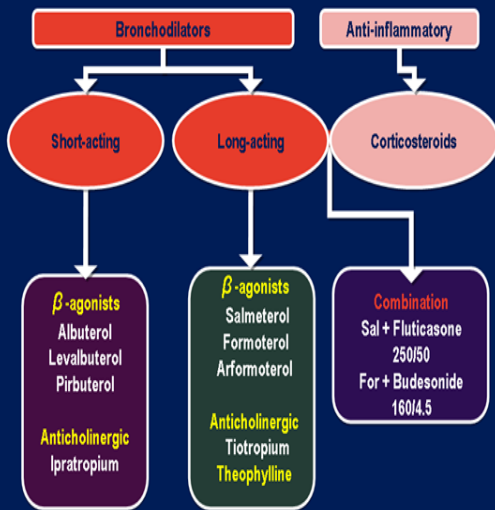 Bronchodilators
Anti-inflammatory
Short-acting
Long-acting
Corticosteroids
β-agonists
Albuterol
Levalbuterol
Pirbuterol
Anticholinergic
Ipratropium
β-agonists
Salmeterol
Formoterol
Arformoterol
Anticholinergic
Tiotropium
Theophylline
Combination
Sal + Fluticasone
250/50
For + Budesonide
160/4.5